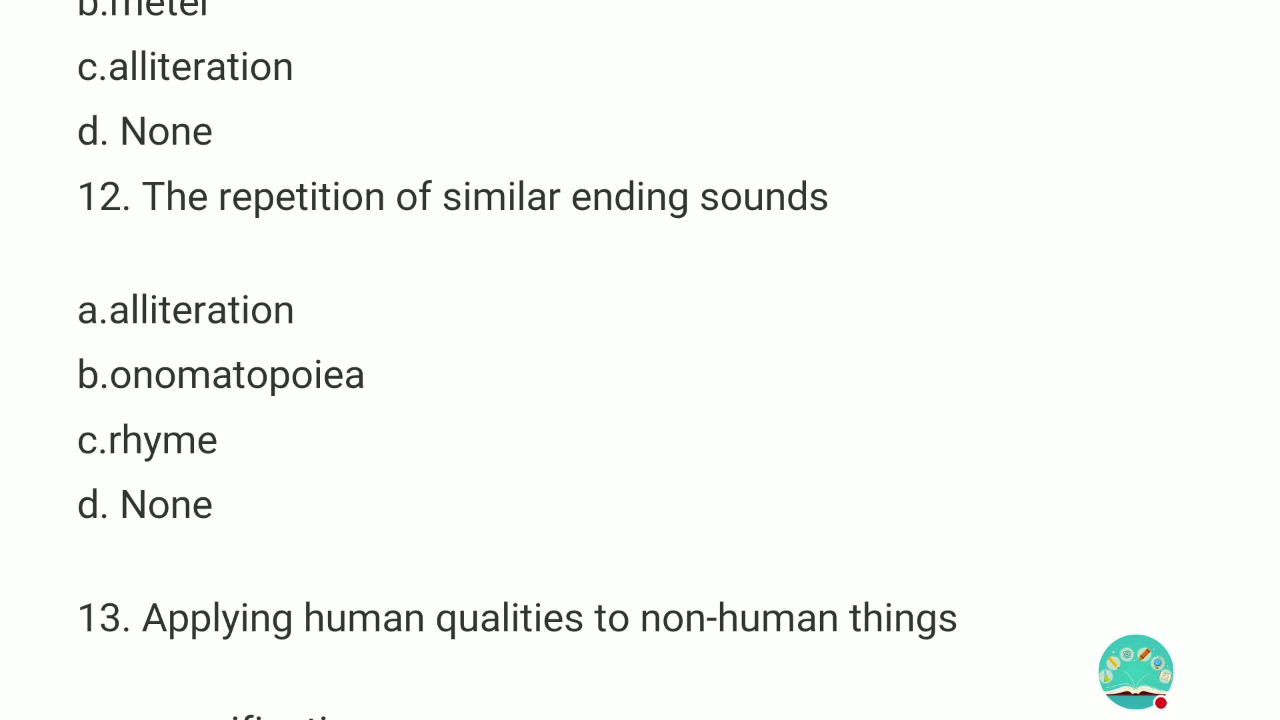 b.meter
c.alliteration
d. None
12. The repetition of similar ending sounds
a.alliteration
b.onomatopoiea
c.rhyme
d. None
13. Applying human qualities to non-human things